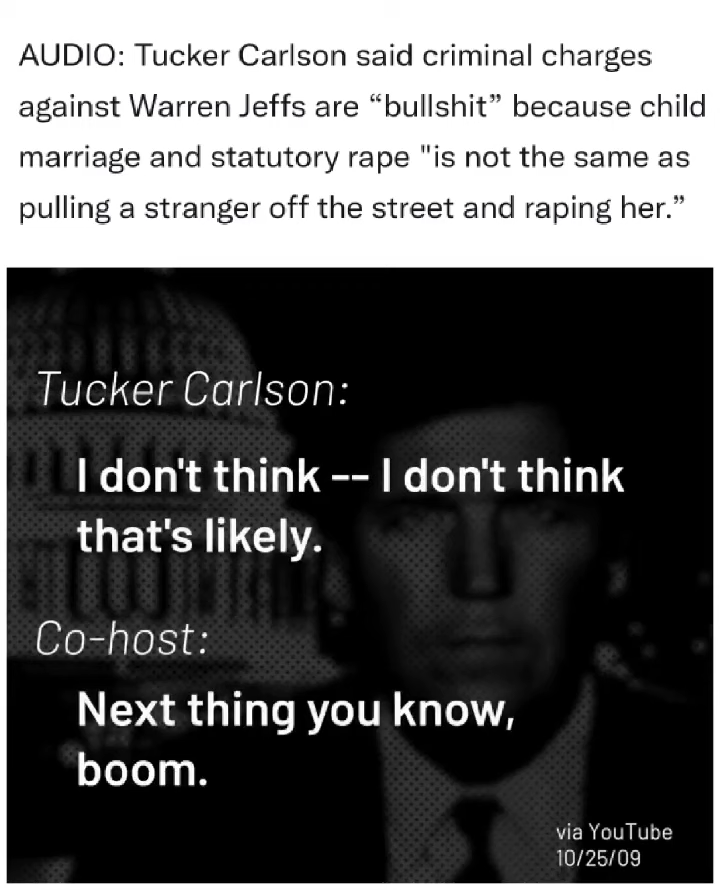 AUDIO: Tucker Carlson said criminal charges
against Warren Jeffs are “bullshit” because child
marriage and statutory rape "is not the same as
pulling a stranger off the street and raping her.”
Tucker Carlson:
I don't think -- I don't think
that's likely.
Co-host:
Next thing you know,
boom.
via YouTube
10/25/09